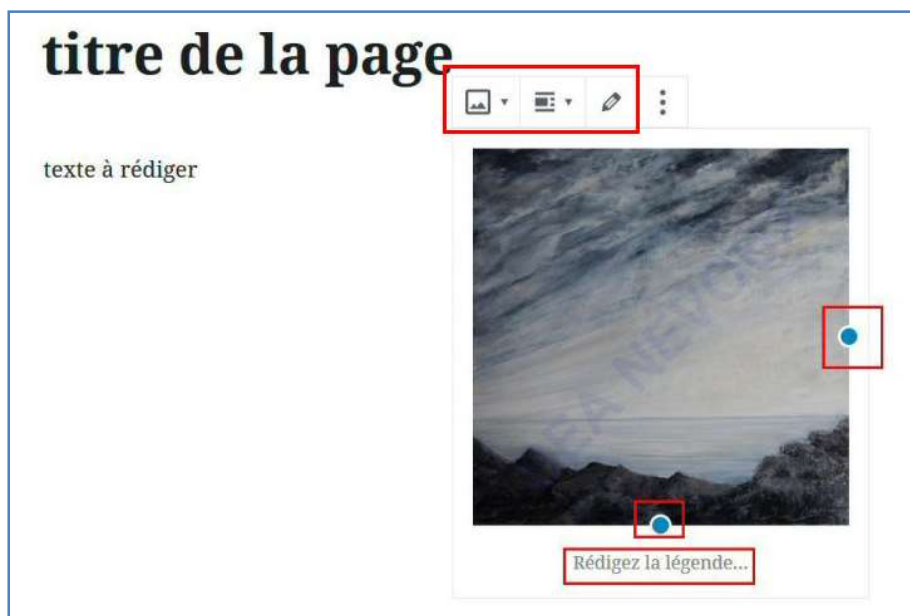 titre de la page
texte à rédiger
Rédigez la légende...